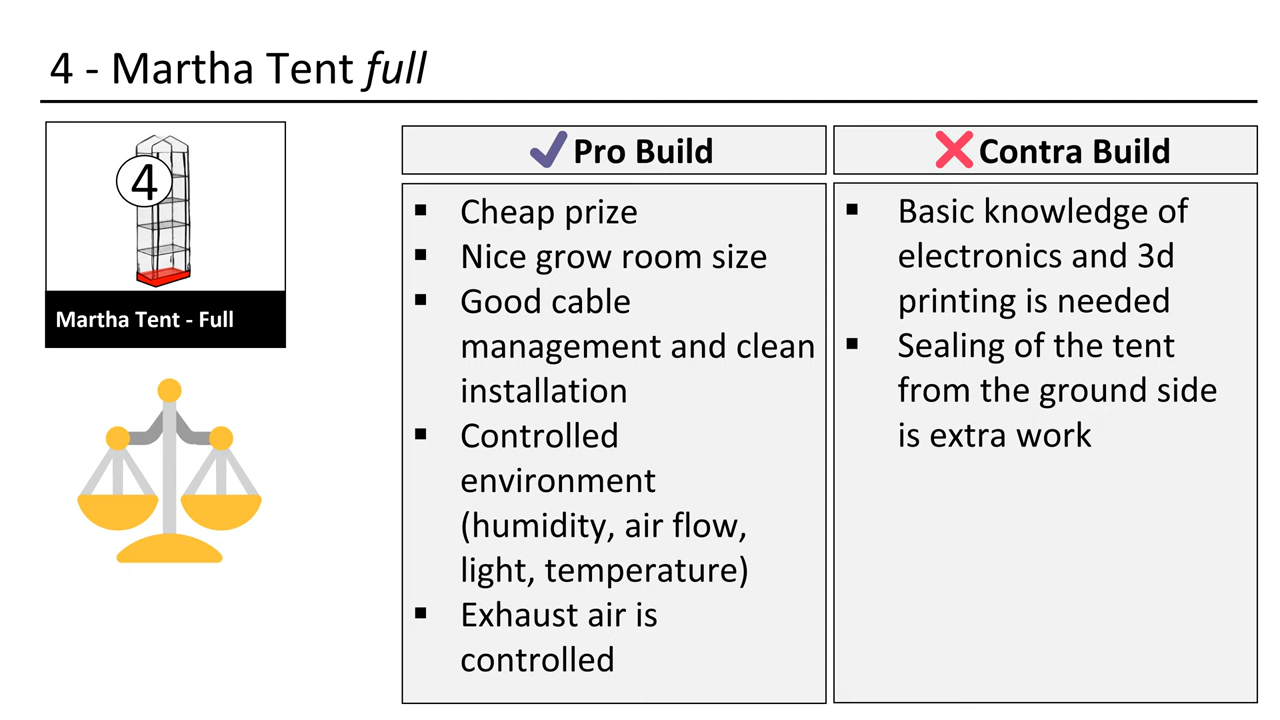 4 - Martha Tent full
4
Martha Tent - Full
Pro Build
▪ Cheap prize
▪ Nice grow room size
▪ Good cable
management and clean
installation
▪ Controlled
environment
(humidity, air flow,
light, temperature)
▪ Exhaust air is
controlled
Contra Build
▪ Basic knowledge of
electronics and 3d
printing is needed
▪ Sealing of the tent
from the ground side
is extra work